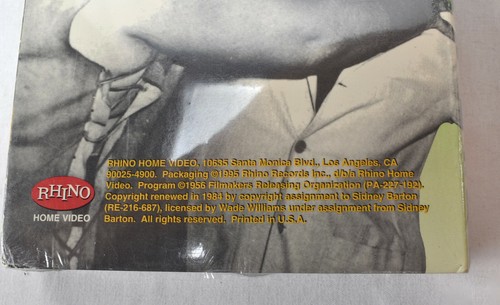 RHINO HOME VIDEO, 10635 Santa Monica Blvd., Los Angeles, CA
90025-4900. Packaging ©1995 Rhino Records Inc., d/b/a Rhino Home
Video. Program ©1956 Filmakers Releasing Organization (PA-227-192).
Copyright renewed in 1984 by copyright assignment to Sidney Barton
(RE-216-687), licensed by Wade Williams under assignment from Sidney
Barton. All rights reserved. Printed in U.S.A.
RHINO
HOME VIDEO